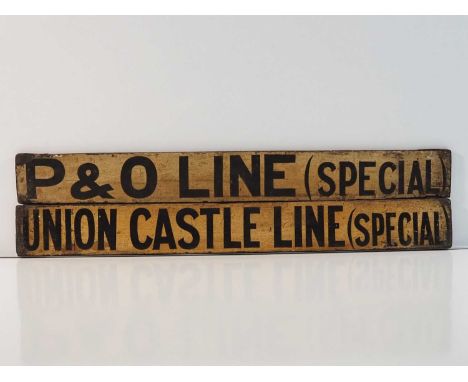 P & O LINE (SPECIAL)
UNION CASTLE LINE (SPECIAL)